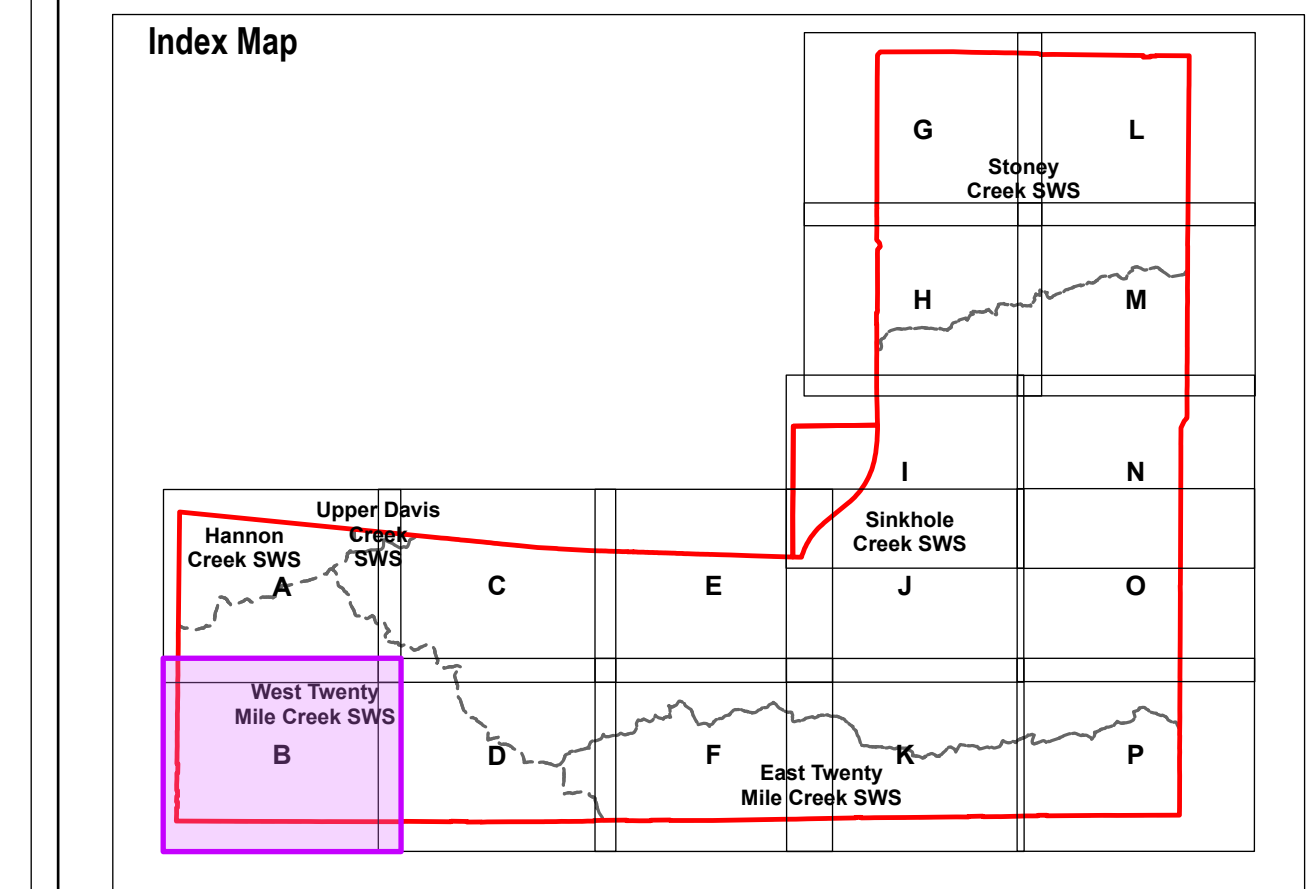 Index Map
G
L
Stoney
Creek SWS
H
M
I
N
Upper Davis
Creek
SWS
Hannon
Creek SWS
Sinkhole
Creek SWS
A
C
E
J
O
West Twenty
Mile Creek SWS
B
D
F
K
P
East Twenty
Mile Creek SWS